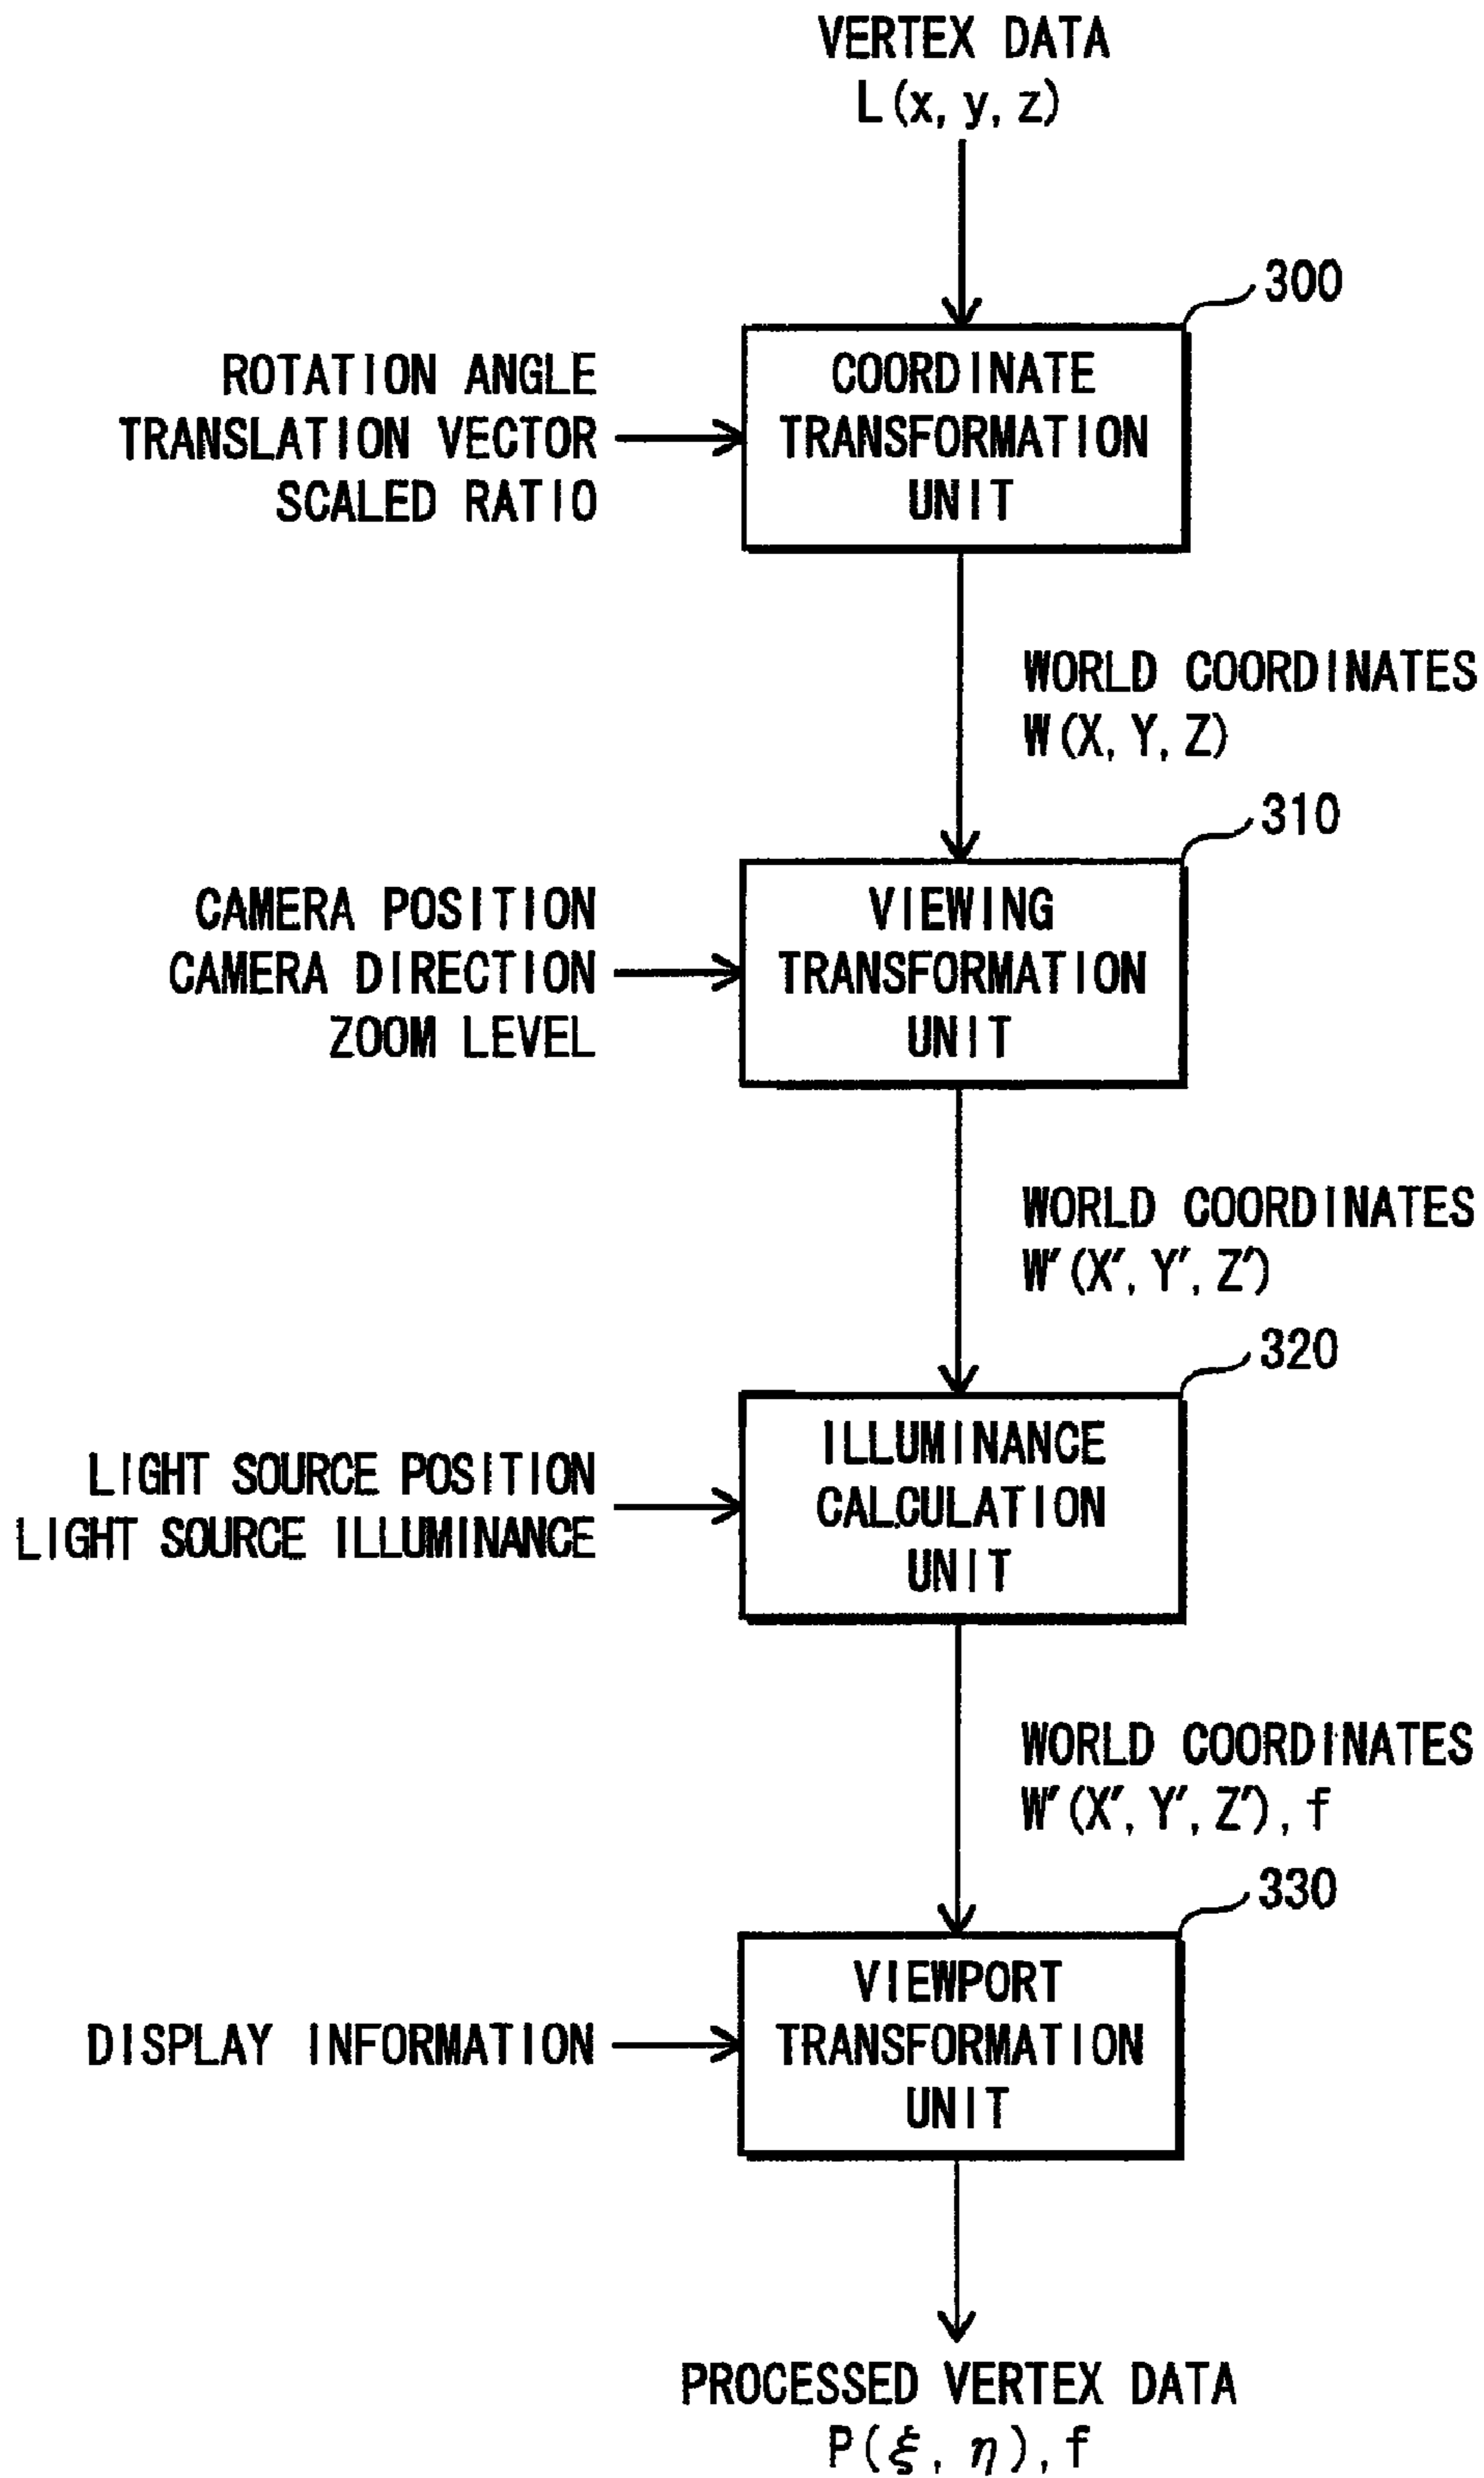 VERTEX DATA
L(x, y, z)
300
ROTATION ANGLE
TRANSLATION VECTOR
SCALED RATIO
COORDINATE
TRANSFORMATION
UNIT
WORLD COORDINATES
W(X, Y, Z)
310
CAMERA POSITION
CAMERA DIRECTION
ZOOM LEVEL
VIEWING
TRANSFORMATION
UNIT
WORLD COORDINATES
W′(X′, Y′, Z′)
320
LIGHT SOURCE POSITION
LIGHT SOURCE ILLUMINANCE
ILLUMINANCE
CALCULATION
UNIT
WORLD COORDINATES
W′(X′, Y′, Z′), f
330
DISPLAY INFORMATION
VIEWPORT
TRANSFORMATION
UNIT
PROCESSED VERTEX DATA
P(ξ, η), f